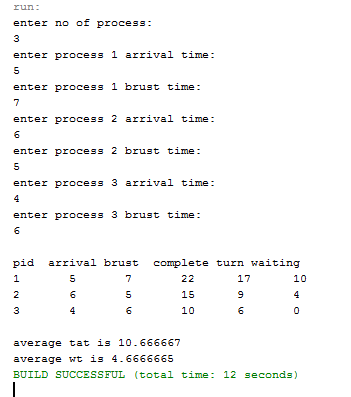 run:
enter no of process:
3
enter process 1 arrival time:
5
enter process 1 brust time:
7
enter process 2 arrival time:
6
enter process 2 brust time:
5
enter process 3 arrival time:
4
enter process 3 brust time:
6
pid arrival brust complete turn waiting
1 5 7 22 17 10
2 6 5 15 9 4
3 4 6 10 6 0
average tat is 10.666667
average wt is 4.6666665
BUILD SUCCESSFUL (total time: 12 seconds)